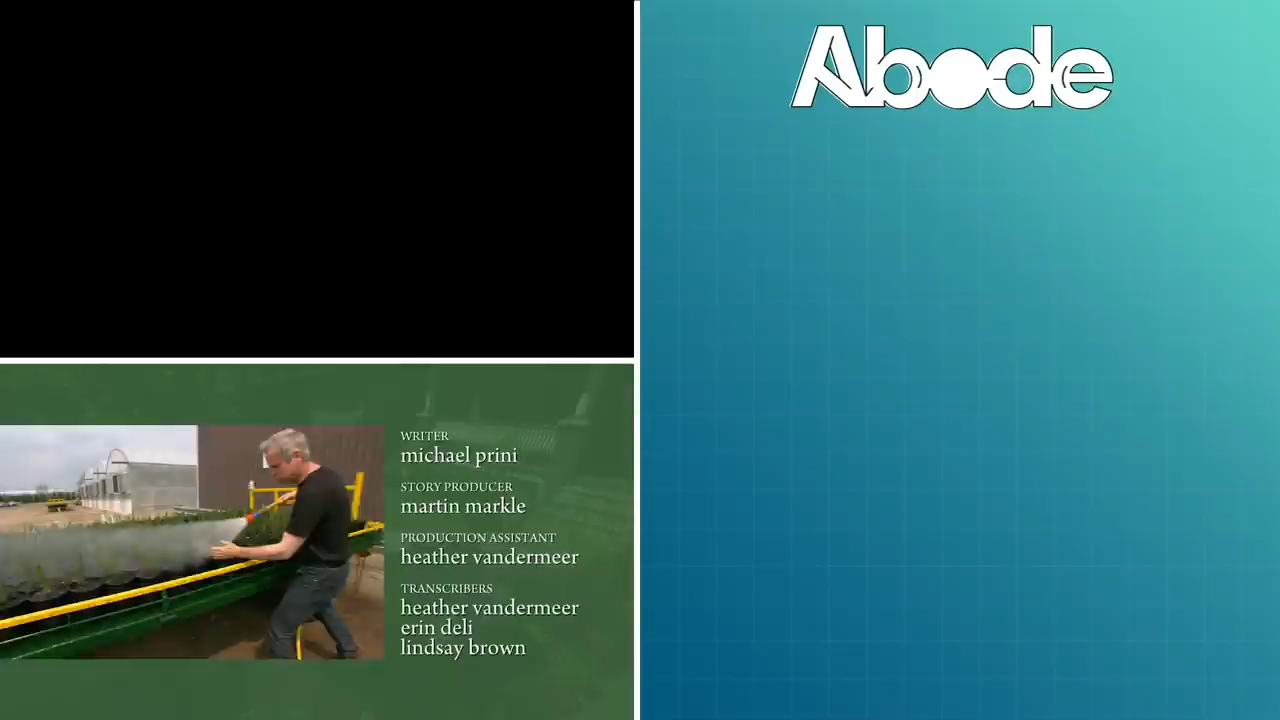 Abode
WRITER
michael prini
STORY PRODUCER
martin markle
PRODUCTION ASSISTANT
heather vandermeer
TRANSCRIBERS
heather vandermeer
erin deli
lindsay brown